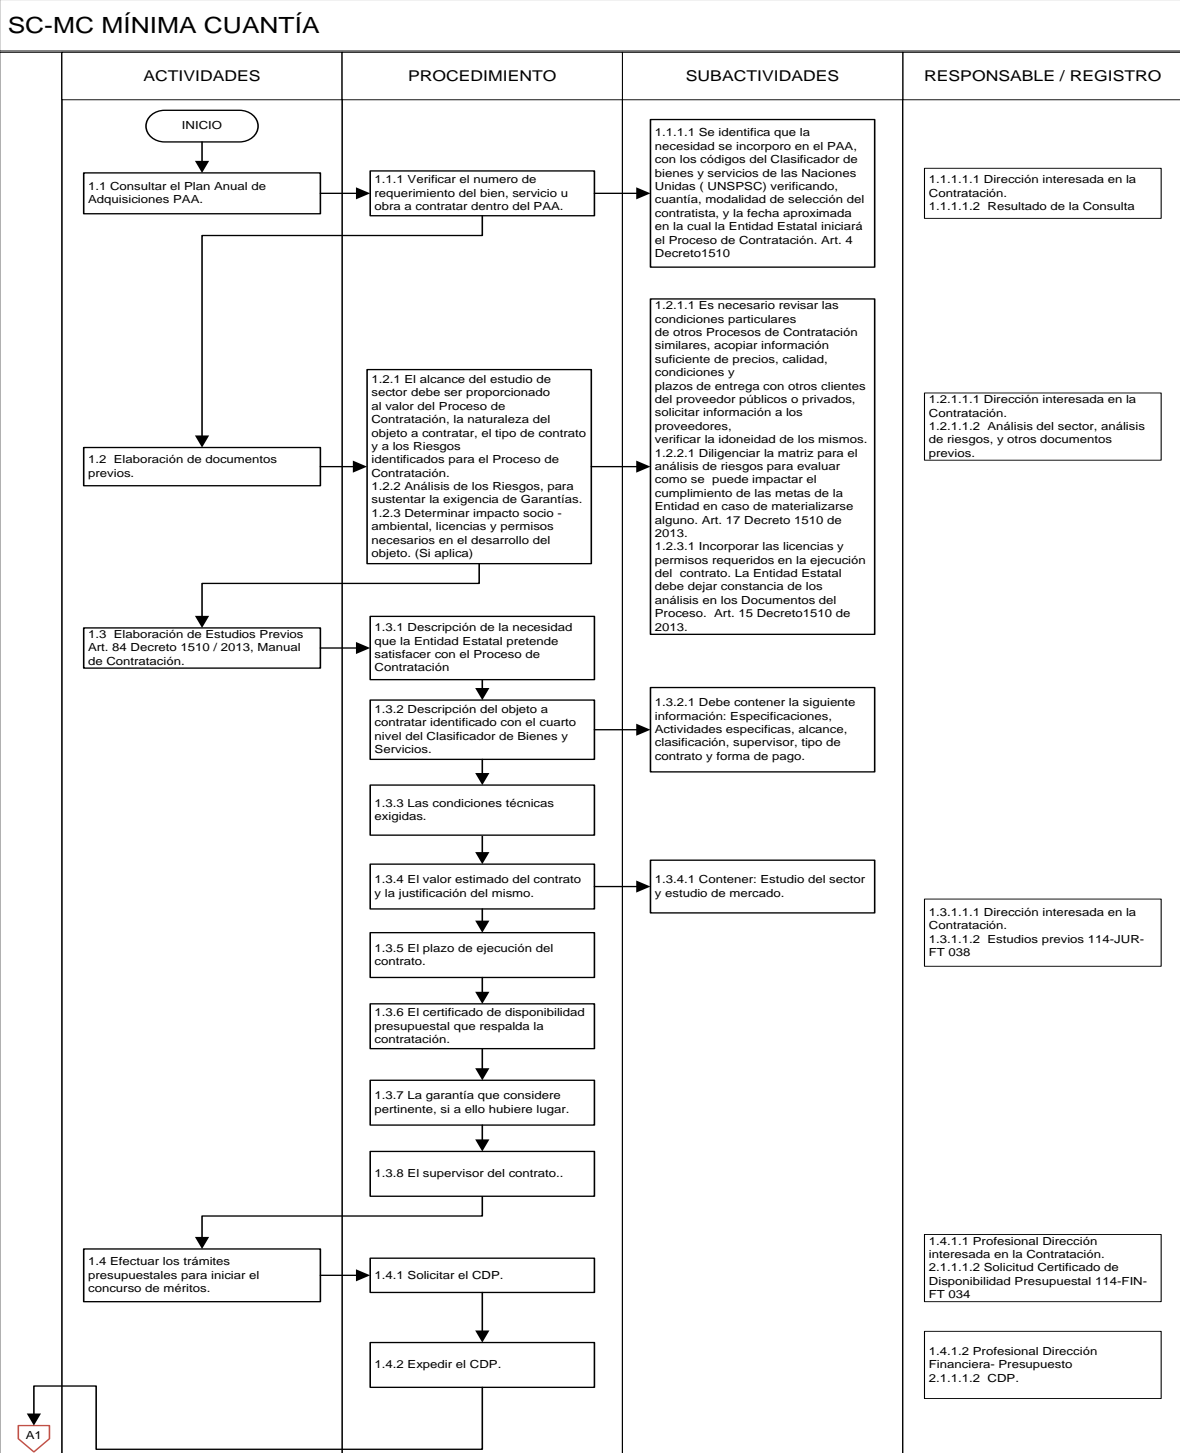 SC-MC MÍNIMA CUANTÍA
ACTIVIDADES
PROCEDIMIENTO
SUBACTIVIDADES
RESPONSABLE / REGISTRO
INICIO
1.1 Consultar el Plan Anual de
Adquisiciones PAA.
1.1.1 Verificar el numero de
requerimiento del bien, servicio u
obra a contratar dentro del PAA.
1.1.1.1 Se identifica que la
necesidad se incorporo en el PAA,
con los códigos del Clasificador de
bienes y servicios de las Naciones
Unidas ( UNSPSC) verificando,
cuantía, modalidad de selección del
contratista, y la fecha aproximada
en la cual la Entidad Estatal iniciará
el Proceso de Contratación. Art. 4
Decreto1510
1.1.1.1.1 Dirección interesada en la
Contratación.
1.1.1.1.2  Resultado de la Consulta
1.2  Elaboración de documentos
previos.
1.2.1 El alcance del estudio de
sector debe ser proporcionado
al valor del Proceso de
Contratación, la naturaleza del
objeto a contratar, el tipo de contrato
y a los Riesgos
identificados para el Proceso de
Contratación.
1.2.2 Análisis de los Riesgos, para
sustentar la exigencia de Garantías.
1.2.3 Determinar impacto socio -
ambiental, licencias y permisos
necesarios en el desarrollo del
objeto. (Si aplica)
1.2.1.1 Es necesario revisar las
condiciones particulares
de otros Procesos de Contratación
similares, acopiar información
suficiente de precios, calidad,
condiciones y
plazos de entrega con otros clientes
del proveedor públicos o privados,
solicitar información a los
proveedores,
verificar la idoneidad de los mismos.
1.2.2.1 Diligenciar la matriz para el
análisis de riesgos para evaluar
como se  puede impactar el
cumplimiento de las metas de la
Entidad en caso de materializarse
alguno. Art. 17 Decreto 1510 de
2013.
1.2.3.1 Incorporar las licencias y
permisos requeridos en la ejecución
del  contrato. La Entidad Estatal
debe dejar constancia de los
análisis en los Documentos del
Proceso.  Art. 15 Decreto1510 de
2013.
1.2.1.1.1 Dirección interesada en la
Contratación.
1.2.1.1.2  Análisis del sector, análisis
de riesgos, y otros documentos
previos.
1.3  Elaboración de Estudios Previos
Art. 84 Decreto 1510 / 2013, Manual
de Contratación.
1.3.1 Descripción de la necesidad
que la Entidad Estatal pretende
satisfacer con el Proceso de
Contratación
1.3.2 Descripción del objeto a
contratar identificado con el cuarto
nivel del Clasificador de Bienes y
Servicios.
1.3.2.1 Debe contener la siguiente
información: Especificaciones,
Actividades especificas, alcance,
clasificación, supervisor, tipo de
contrato y forma de pago.
1.3.3 Las condiciones técnicas
exigidas.
1.3.4 El valor estimado del contrato
y la justificación del mismo.
1.3.4.1 Contener: Estudio del sector
y estudio de mercado.
1.3.1.1.1 Dirección interesada en la
Contratación.
1.3.1.1.2  Estudios previos 114-JUR-
FT 038
1.3.5 El plazo de ejecución del
contrato.
1.3.6 El certificado de disponibilidad
presupuestal que respalda la
contratación.
1.3.7 La garantía que considere
pertinente, si a ello hubiere lugar.
1.3.8 El supervisor del contrato..
1.4 Efectuar los trámites
presupuestales para iniciar el
concurso de méritos.
1.4.1 Solicitar el CDP.
1.4.1.1 Profesional Dirección
interesada en la Contratación.
2.1.1.1.2 Solicitud Certificado de
Disponibilidad Presupuestal 114-FIN-
FT 034
1.4.2 Expedir el CDP.
1.4.1.2 Profesional Dirección
Financiera- Presupuesto
2.1.1.1.2  CDP.
A1